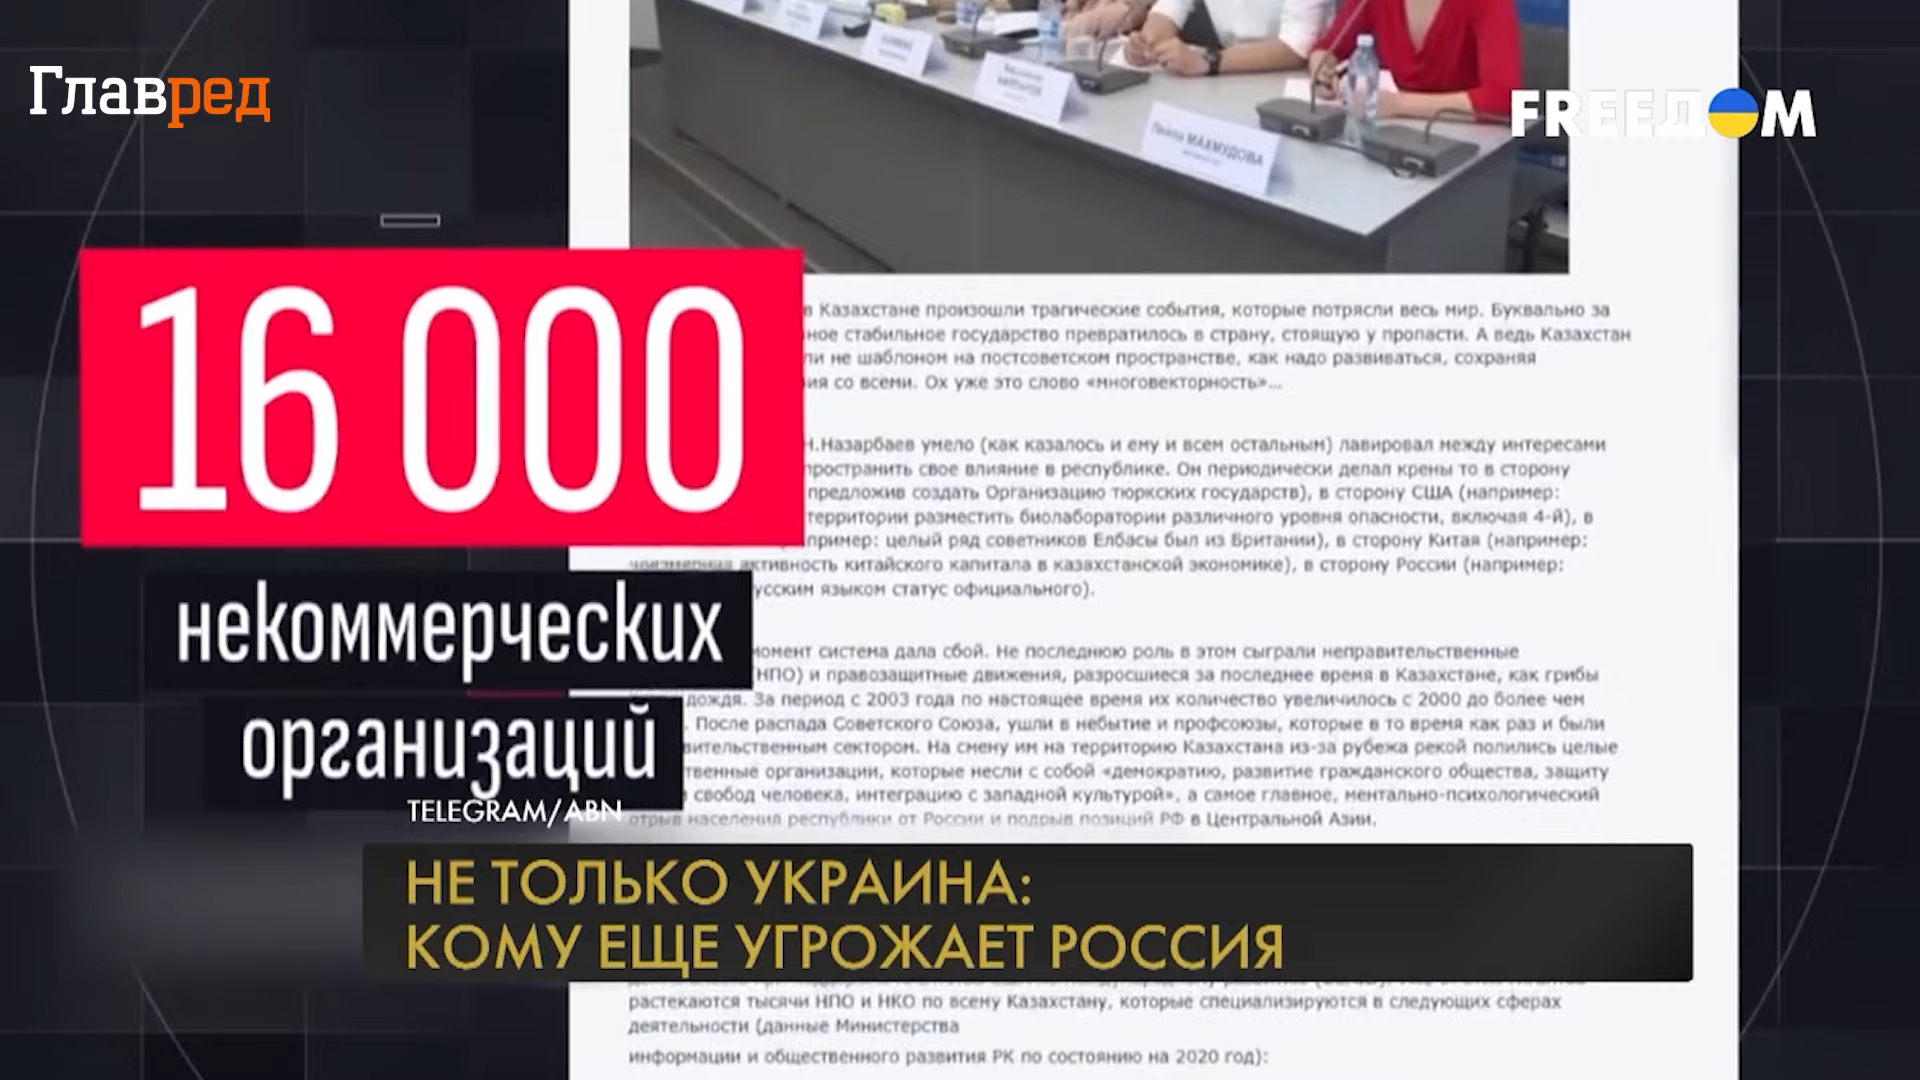 Главред
FREEДOM
Лейла МАХМУДОВА
16 000
некоммерческих
организаций
TELEGRAM/ABN
в Казахстане произошли трагические события, которые потрясли весь мир. Буквально за
ное стабильное государство превратилось в страну, стоящую у пропасти. А ведь Казахстан
ли не шаблоном на постсоветском пространстве, как надо развиваться, сохраняя
ия со всеми. Ох уже это слово «многовекторность»...
Н.Назарбаев умело (как казалось и ему и всем остальным) лавировал между интересами
пространить свое влияние в республике. Он периодически делал крены то в сторону
предложив создать Организацию тюркских государств), в сторону США (например:
территории разместить биолаборатории различного уровня опасности, включая 4-й), в
пример: целый ряд советников Елбасы был из Британии), в сторону Китая (например:
чрезмерная активность китайского капитала в казахстанской экономике), в сторону России (например:
усским языком статус официального).
момент система дала сбой. Не последнюю роль в этом сыграли неправительственные
(НПО) и правозащитные движения, разросшиеся за последнее время в Казахстане, как грибы
дождя. За период с 2003 года по настоящее время их количество увеличилось с 2000 до более чем
. После распада Советского Союза, ушли в небытие и профсоюзы, которые в то время как раз и были
вительственным сектором. На смену им на территорию Казахстана из-за рубежа рекой полились целые
твенные организации, которые несли с собой «демократию, развитие гражданского общества, защиту
свобод человека, интеграцию с западной культурой», а самое главное, ментально-психологический
отрыв населения республики от России и подрыв позиций РФ в Центральной Азии.
НЕ ТОЛЬКО УКРАИНА:
КОМУ ЕЩЕ УГРОЖАЕТ РОССИЯ
растекаются тысячи НПО и НКО по всему Казахстану, которые специализируются в следующих сферах
деятельности (данные Министерства
информации и общественного развития РК по состоянию на 2020 год):